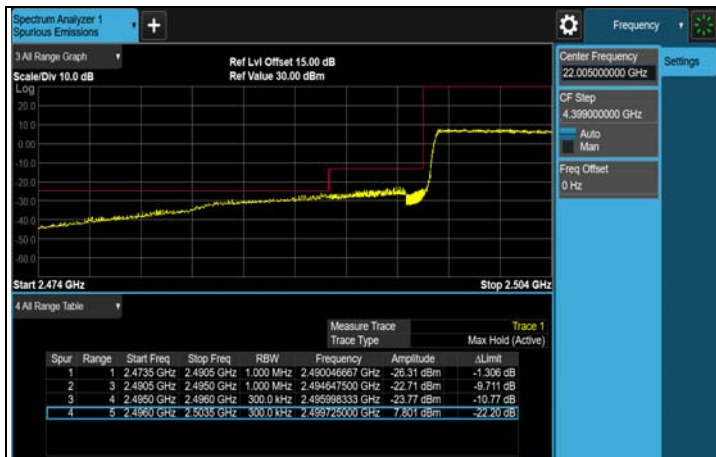 Spectrum Analyzer 1
Spurious Emissions
+
Frequency
3 All Range Graph
Ref Lvl Offset 15.00 dB
Scale/Div 10.0 dB
Ref Value 30.00 dBm
Log
20.0
10.0
0.00
-10.0
-20.0
-30.0
-40.0
-50.0
-60.0
Start 2.474 GHz
Stop 2.504 GHz
Center Frequency
22.005000000 GHz
Settings
CF Step
4.399000000 GHz
Auto
Man
Freq Offset
0 Hz
4 All Range Table
Measure Trace Trace 1
Trace Type Max Hold (Active)
Spur Range Start Freq Stop Freq RBW Frequency Amplitude ΔLimit
1 1 2.4735 GHz 2.4905 GHz 1.000 MHz 2.490046667 GHz -26.31 dBm -1.306 dB
2 3 2.4905 GHz 2.4950 GHz 1.000 MHz 2.494647500 GHz -22.71 dBm -9.711 dB
3 4 2.4950 GHz 2.4960 GHz 300.0 kHz 2.495998333 GHz -23.77 dBm -10.77 dB
4 5 2.4960 GHz 2.5035 GHz 300.0 kHz 2.499725000 GHz 7.801 dBm -22.20 dB